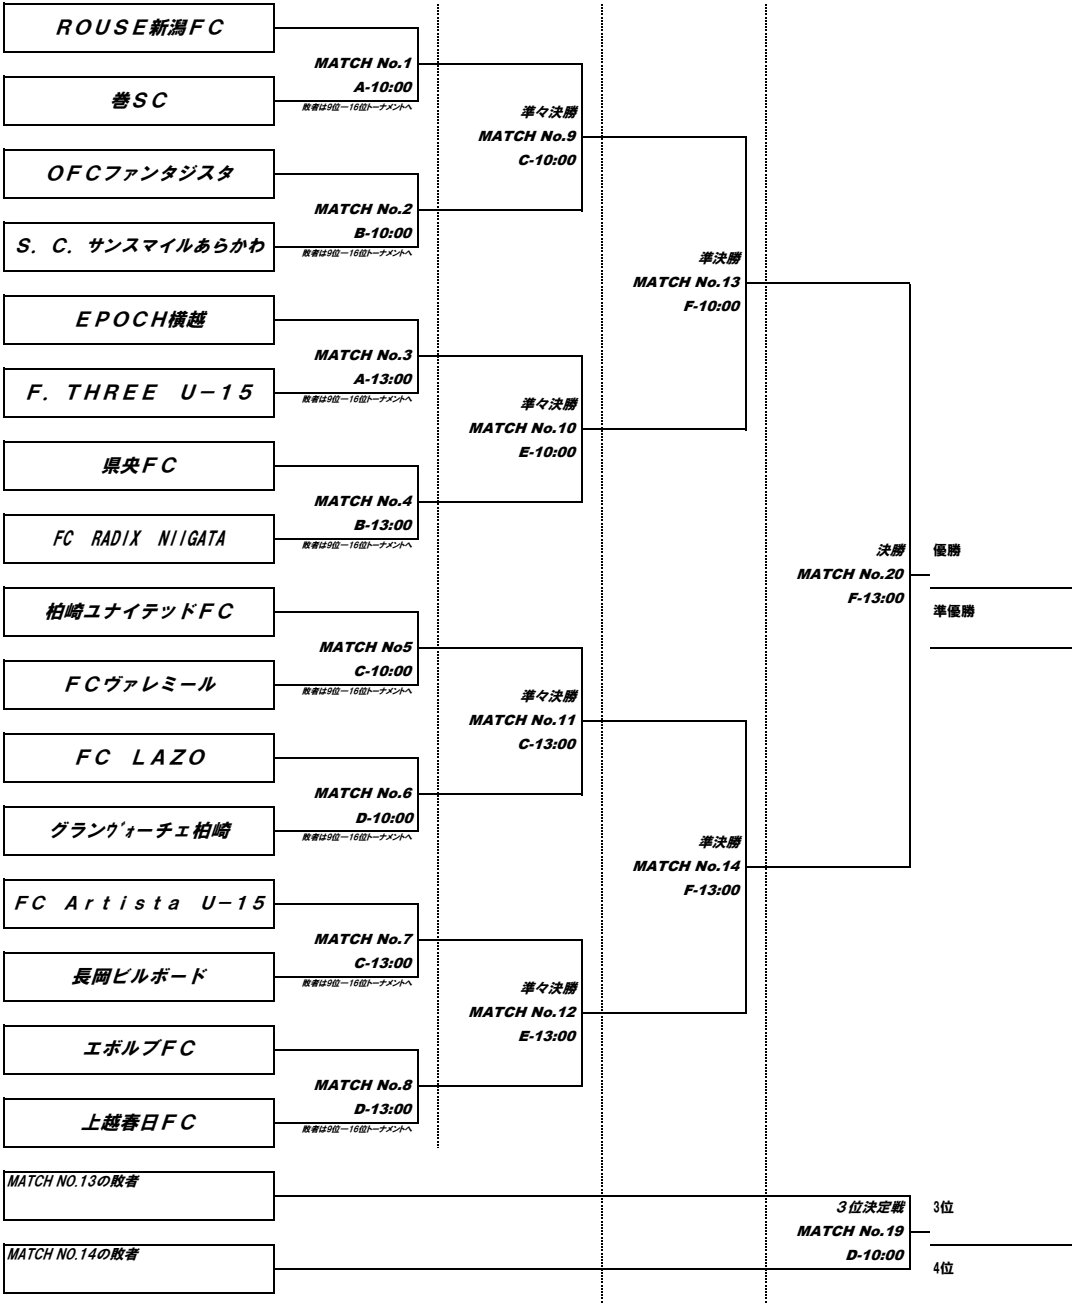 ＲＯＵＳＥ新潟ＦＣ
MATCH No.1
A-10:00
敗者は9位ー16位トーナメントへ
巻ＳＣ
準々決勝
MATCH No.9
C-10:00
ＯＦＣファンタジスタ
MATCH No.2
B-10:00
敗者は9位ー16位トーナメントへ
Ｓ．Ｃ．サンスマイルあらかわ
準決勝
MATCH No.13
F-10:00
ＥＰＯＣＨ横越
MATCH No.3
A-13:00
敗者は9位ー16位トーナメントへ
Ｆ．ＴＨＲＥＥ　Ｕ－１５
準々決勝
MATCH No.10
E-10:00
県央ＦＣ
MATCH No.4
B-13:00
敗者は9位ー16位トーナメントへ
FC　RADIX　NIIGATA
決勝
MATCH No.20
F-13:00
優勝
準優勝
柏崎ユナイテッドＦＣ
MATCH No5
C-10:00
敗者は9位ー16位トーナメントへ
ＦＣヴァレミール
準々決勝
MATCH No.11
C-13:00
ＦＣ　ＬＡＺＯ
MATCH No.6
D-10:00
敗者は9位ー16位トーナメントへ
グランヴォーチェ柏崎
準決勝
MATCH No.14
F-13:00
ＦＣ　Ａｒｔｉｓｔａ　Ｕ－１５
MATCH No.7
C-13:00
敗者は9位ー16位トーナメントへ
長岡ビルボード
準々決勝
MATCH No.12
E-13:00
エボルブＦＣ
MATCH No.8
D-13:00
敗者は9位ー16位トーナメントへ
上越春日ＦＣ
MATCH NO.13の敗者
３位決定戦
MATCH No.19
D-10:00
3位
MATCH NO.14の敗者
4位